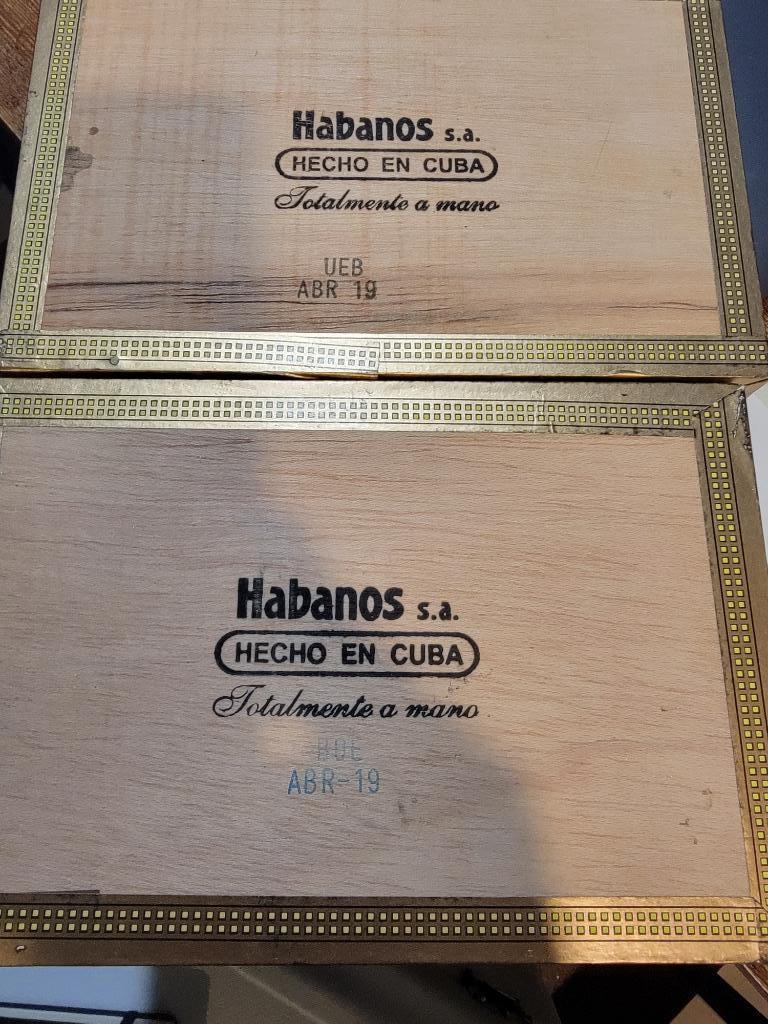 Habanos s.a.
HECHO EN CUBA
Totalmente a mano
UEB
ABR 19
Habanos s.a.
HECHO EN CUBA
Totalmente a mano
ABR-19